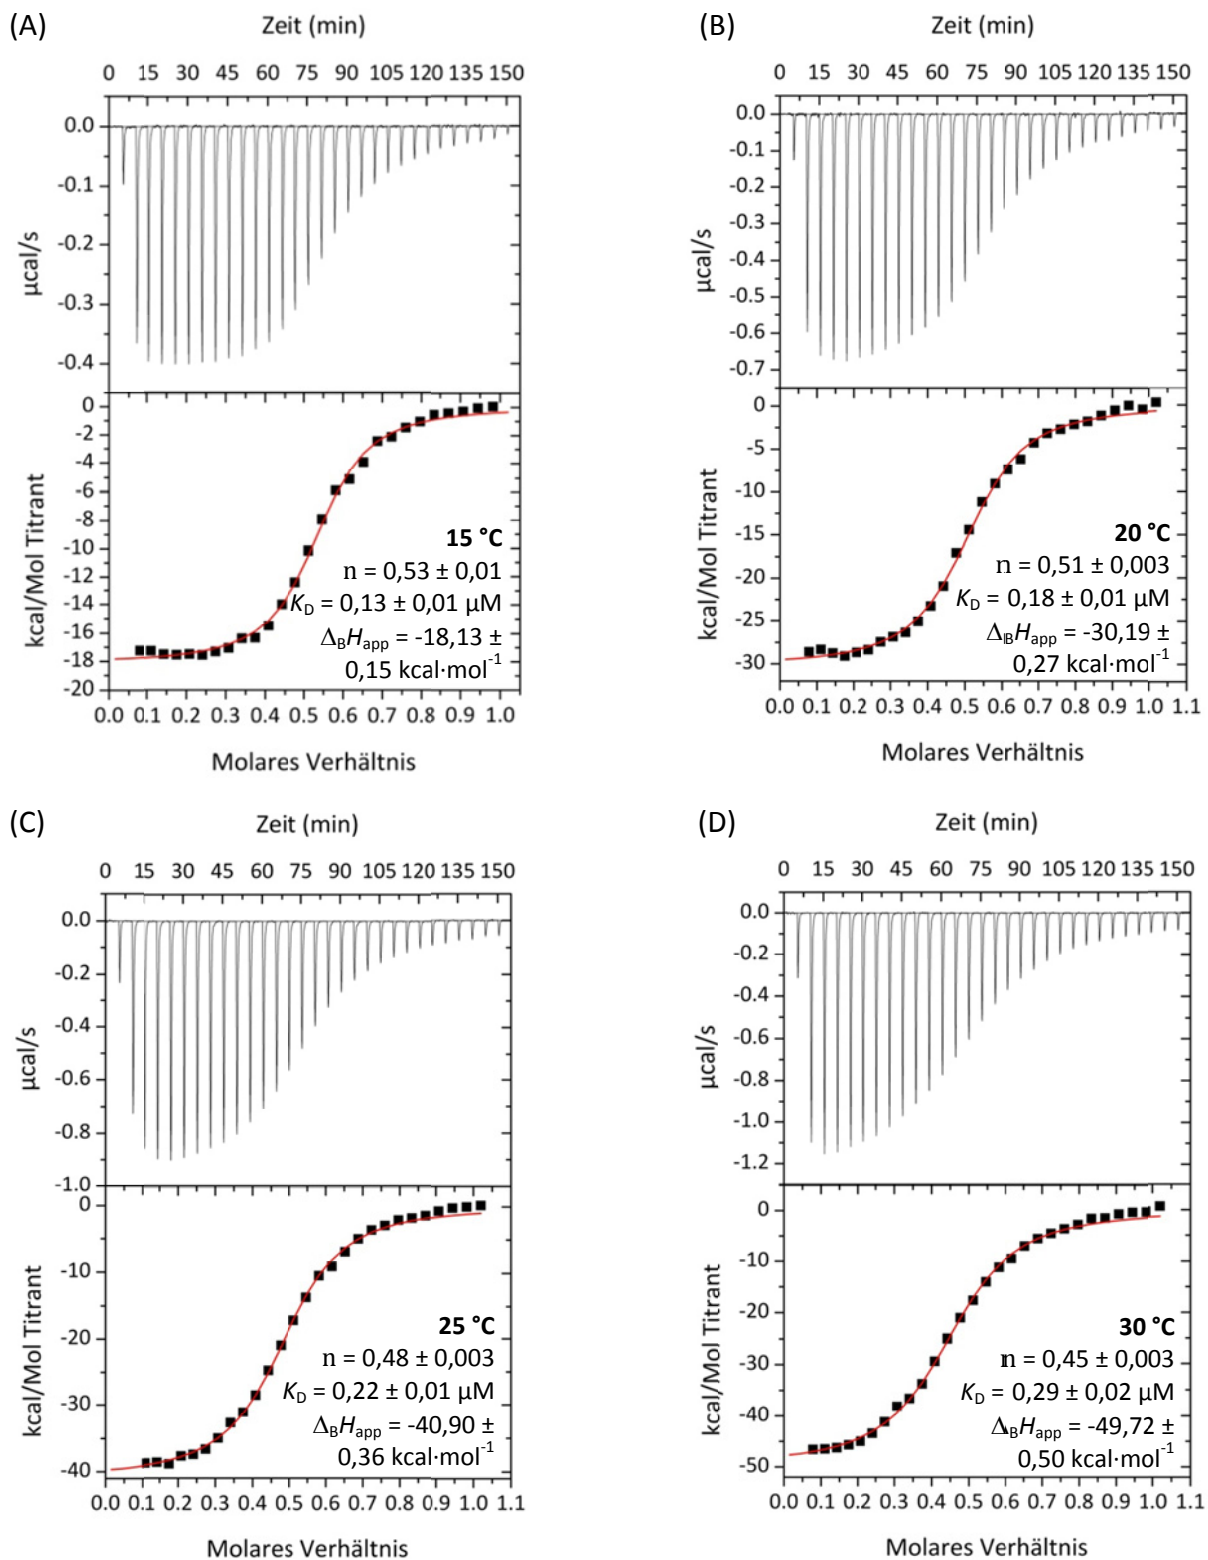 (A)
Zeit (min)
0 15 30 45 60 75 90 105 120 135 150
0.0
-0.1
-0.2
-0.3
-0.4
µcal/s
0
-2
-4
-6
-8
-10
-12
-14
-16
-18
-20
kcal/Mol Titrant
15 °C
n = 0,53 ± 0,01
K_D = 0,13 ± 0,01 µM
Δ_BH_app = -18,13 ±
0,15 kcal·mol⁻¹
0.0 0.1 0.2 0.3 0.4 0.5 0.6 0.7 0.8 0.9 1.0
Molares Verhältnis
(B)
Zeit (min)
0 15 30 45 60 75 90 105 120 135 150
0.0
-0.1
-0.2
-0.3
-0.4
-0.5
-0.6
-0.7
µcal/s
0
-5
-10
-15
-20
-25
-30
kcal/Mol Titrant
20 °C
n = 0,51 ± 0,003
K_D = 0,18 ± 0,01 µM
Δ_BH_app = -30,19 ±
0,27 kcal·mol⁻¹
0.0 0.1 0.2 0.3 0.4 0.5 0.6 0.7 0.8 0.9 1.0 1.1
Molares Verhältnis
(C)
Zeit (min)
0 15 30 45 60 75 90 105 120 135 150
0.0
-0.2
-0.4
-0.6
-0.8
-1.0
µcal/s
0
-10
-20
-30
-40
kcal/Mol Titrant
25 °C
n = 0,48 ± 0,003
K_D = 0,22 ± 0,01 µM
Δ_BH_app = -40,90 ±
0,36 kcal·mol⁻¹
0.0 0.1 0.2 0.3 0.4 0.5 0.6 0.7 0.8 0.9 1.0 1.1
Molares Verhältnis
(D)
Zeit (min)
0 15 30 45 60 75 90 105 120 135 150
0.0
-0.2
-0.4
-0.6
-0.8
-1.0
-1.2
µcal/s
0
-10
-20
-30
-40
-50
kcal/Mol Titrant
30 °C
n = 0,45 ± 0,003
K_D = 0,29 ± 0,02 µM
Δ_BH_app = -49,72 ±
0,50 kcal·mol⁻¹
0.0 0.1 0.2 0.3 0.4 0.5 0.6 0.7 0.8 0.9 1.0 1.1
Molares Verhältnis